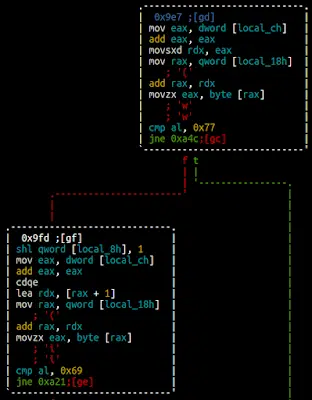 0x9e7 ;[gd]
mov eax, dword [local_ch]
add eax, eax
movsxd rdx, eax
mov rax, qword [local_18h]
; '('
add rax, rdx
movzx eax, byte [rax]
; 'w'
; 'w'
cmp al, 0x77
jne 0xa4c;[gc]
f t
0x9fd ;[gf]
shl qword [local_8h], 1
mov eax, dword [local_ch]
add eax, eax
cdqe
lea rdx, [rax + 1]
mov rax, qword [local_18h]
; '('
add rax, rdx
movzx eax, byte [rax]
; 'i'
; 'i'
cmp al, 0x69
jne 0xa21;[ge]